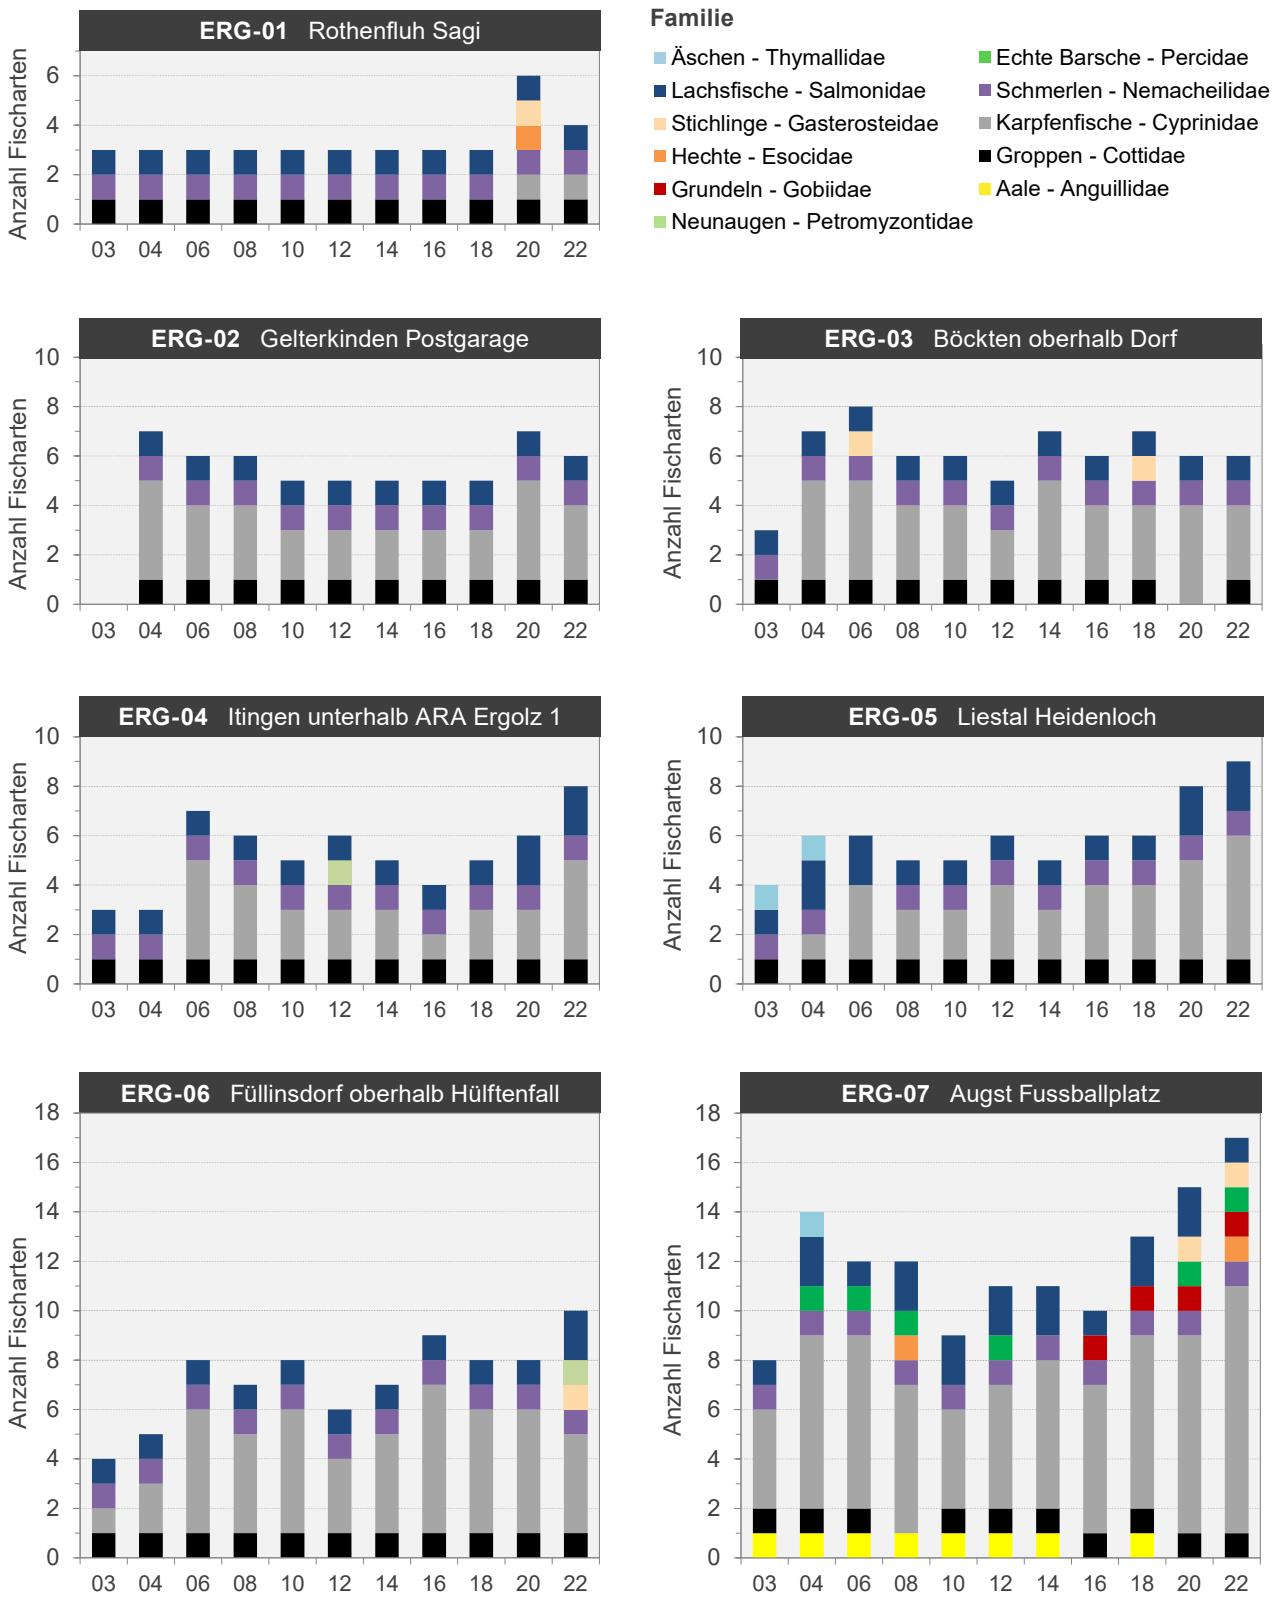 ERG-01 Rothenfluh Sagi
Anzahl Fischarten
6
4
2
0
03 04 06 08 10 12 14 16 18 20 22
Familie
Äschen - Thymallidae
Lachsfische - Salmonidae
Stichlinge - Gasterosteidae
Hechte - Esocidae
Grundeln - Gobiidae
Neunaugen - Petromyzontidae
Echte Barsche - Percidae
Schmerlen - Nemacheilidae
Karpfenfische - Cyprinidae
Groppen - Cottidae
Aale - Anguillidae
ERG-02 Gelterkinden Postgarage
Anzahl Fischarten
10
8
6
4
2
0
03 04 06 08 10 12 14 16 18 20 22
ERG-03 Böckten oberhalb Dorf
Anzahl Fischarten
10
8
6
4
2
0
03 04 06 08 10 12 14 16 18 20 22
ERG-04 Itingen unterhalb ARA Ergolz 1
Anzahl Fischarten
10
8
6
4
2
0
03 04 06 08 10 12 14 16 18 20 22
ERG-05 Liestal Heidenloch
Anzahl Fischarten
10
8
6
4
2
0
03 04 06 08 10 12 14 16 18 20 22
ERG-06 Füllinsdorf oberhalb Hülftenfall
Anzahl Fischarten
18
16
14
12
10
8
6
4
2
0
03 04 06 08 10 12 14 16 18 20 22
ERG-07 Augst Fussballplatz
Anzahl Fischarten
18
16
14
12
10
8
6
4
2
0
03 04 06 08 10 12 14 16 18 20 22